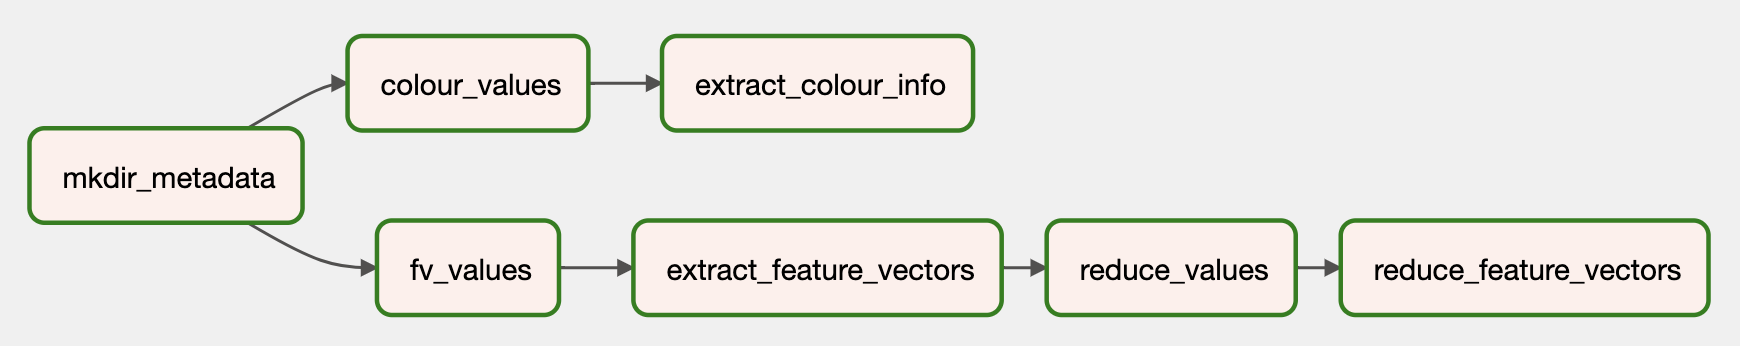 colour_values
extract_colour_info
mkdir_metadata
fv_values
extract_feature_vectors
reduce_values
reduce_feature_vectors